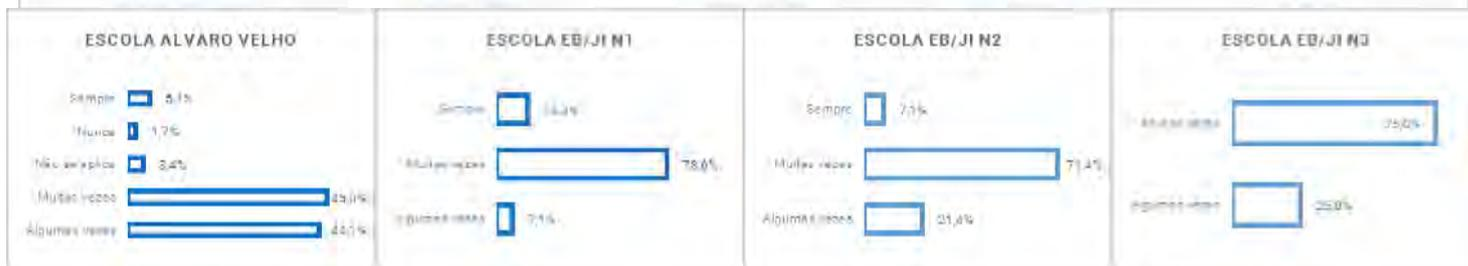 ESCOLA ALVARO VELHO
Sempre 5,1%
Nunca 1,7%
Não se aplica 3,4%
Muitas vezes
Algumas vezes 44,1%
ESCOLA EB/JI N1
Sempre
Muitas vezes 78,6%
Algumas vezes 7,1%
ESCOLA EB/JI N2
Sempre 7,1%
Muitas vezes 71,4%
Algumas vezes 21,4%
ESCOLA EB/JI N3
Muitas vezes 75,0%
Algumas vezes 25,0%